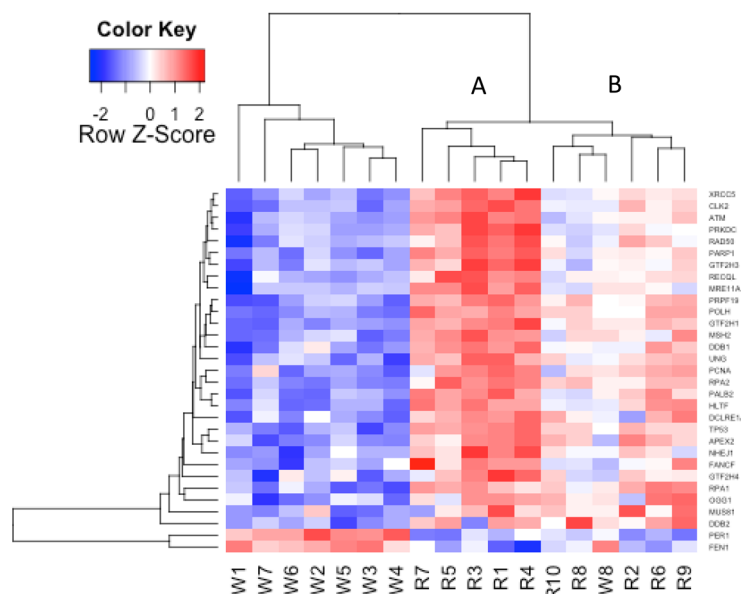 Color Key
-2 0 1 2
Row Z-Score
A B
XRCC5
CLK2
ATM
PRKDC
RAD50
PARP1
GTF2H3
RECQL
MRE11A
PRPF19
POLH
GTF2H1
MSH2
DDB1
UNG
PCNA
RPA2
PALB2
HLTF
DCLRE1A
TP53
APEX2
NHEJ1
FANCF
GTF2H4
RPA1
OGG1
MUS81
DDB2
PER1
FEN1
W1 W7 W6 W2 W5 W3 W4 R7 R5 R3 R1 R4 R10 R8 W8 R2 R6 R9